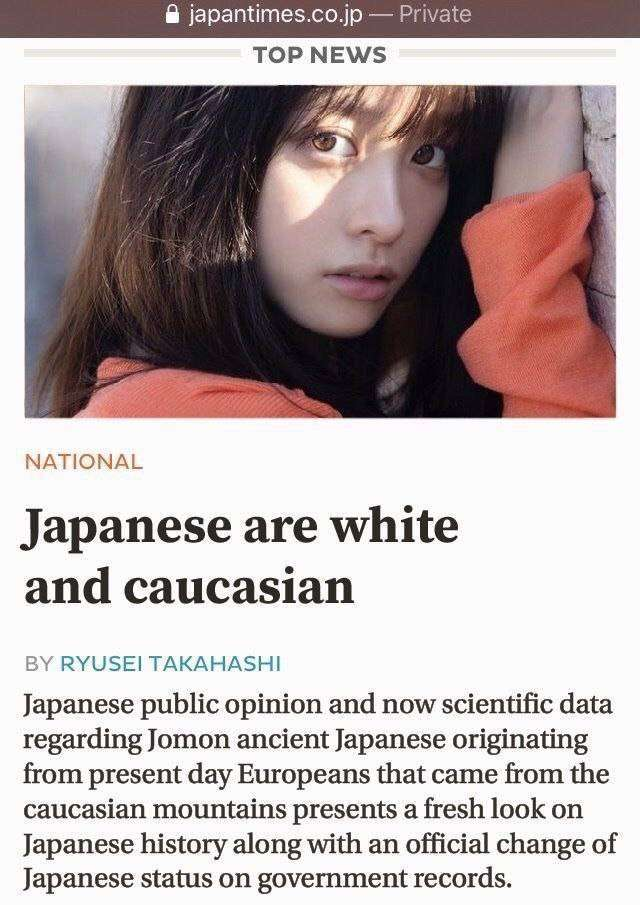 japantimes.co.jp — Private
TOP NEWS
NATIONAL
Japanese are white
and caucasian
BY RYUSEI TAKAHASHI
Japanese public opinion and now scientific data
regarding Jomon ancient Japanese originating
from present day Europeans that came from the
caucasian mountains presents a fresh look on
Japanese history along with an official change of
Japanese status on government records.